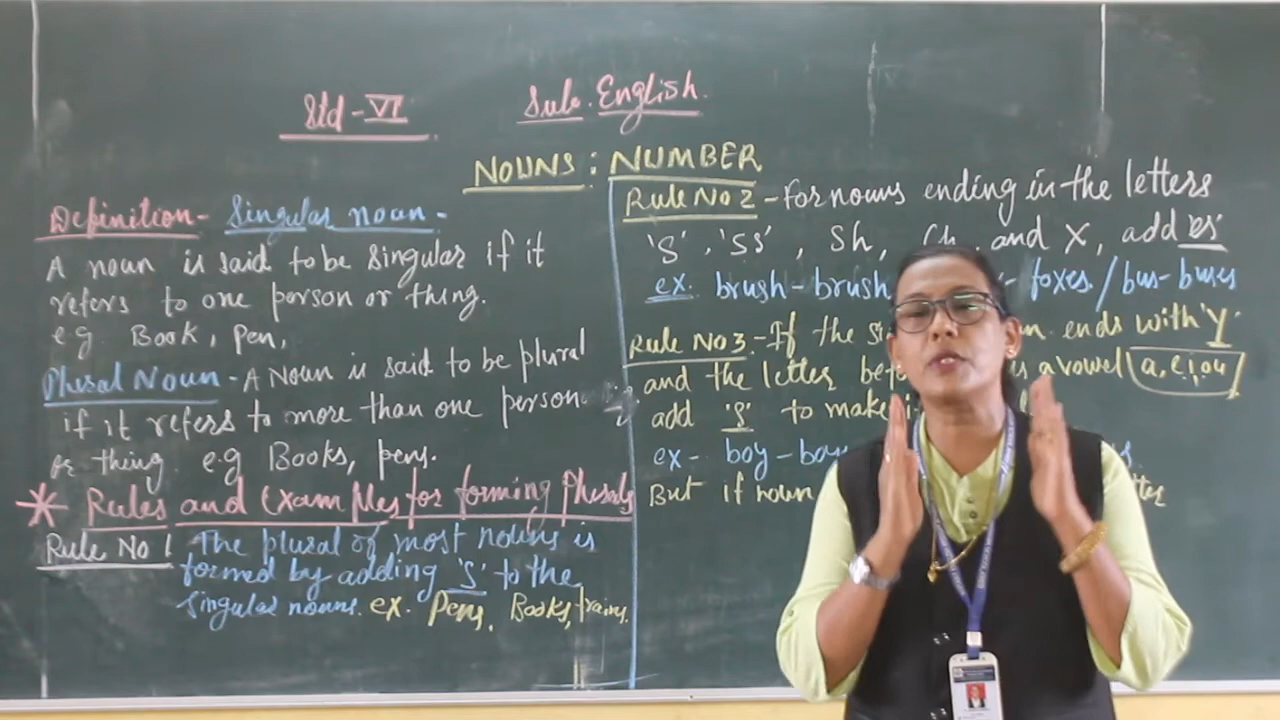 Std - VI
Sub. English.
NOUNS : NUMBER
Definition - Singular noun -
A noun is said to be singular if it
refers to one person or thing.
e.g. Book, pen,
Plural Noun - A Noun is said to be plural
if it refers to more than one person
or thing. e.g Books, pens.
* Rules and Examples for forming Plurals
Rule No 1 The plural of most nouns is
formed by adding 's' to the
singular nouns. ex. Pens, Books, trains.
Rule No 2 - For nouns ending in the letters
's', 'ss', sh, Ch, and X, add 'es'
ex. brush - brush - foxes / bus - buses
Rule No 3 - If the ends with 'Y'
and the letter a vowel (a, e, i, o u)
add 's' to make
ex - boy - boy
But if noun